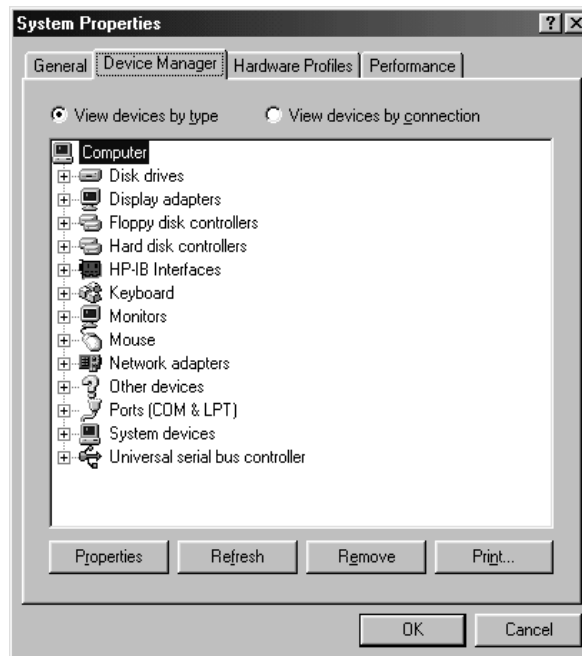 System Properties
General Device Manager Hardware Profiles Performance
View devices by type View devices by connection
Computer
Disk drives
Display adapters
Floppy disk controllers
Hard disk controllers
HP-IB Interfaces
Keyboard
Monitors
Mouse
Network adapters
Other devices
Ports (COM & LPT)
System devices
Universal serial bus controller
Properties Refresh Remove Print...
OK Cancel